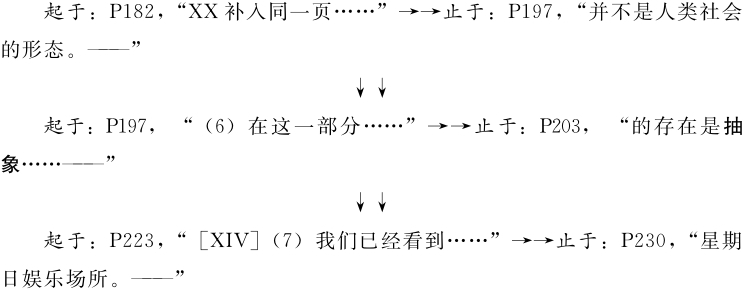 起于：P182，“XX 补入同一页……” →→止于：P197，“并不是人类社会
的形态。——”
↓ ↓
起于：P197， “（6）在这一部分……” →→止于：P203， “的存在是抽
象……——”
↓ ↓
起于：P223，“［XIV］（7）我们已经看到……” →→止于：P230，“星期
日娱乐场所。——”